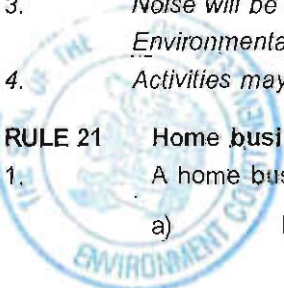 3. Noise will be
Environmenta
4. Activities may
RULE 21 Home busi
1. A home bus
a)
THE SEAL OF THE
ENVIRONMENT CO